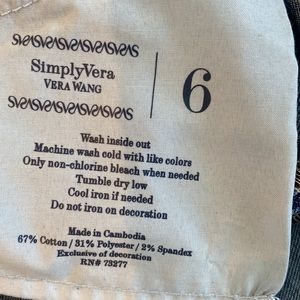 SimplyVera
VERA WANG
6
Wash inside out
Machine wash cold with like colors
Only non-chlorine bleach when needed
Tumble dry low
Cool iron if needed
Do not iron on decoration
Made in Cambodia
67% Cotton / 31% Polyester / 2% Spandex
Exclusive of decoration
RN# 73277